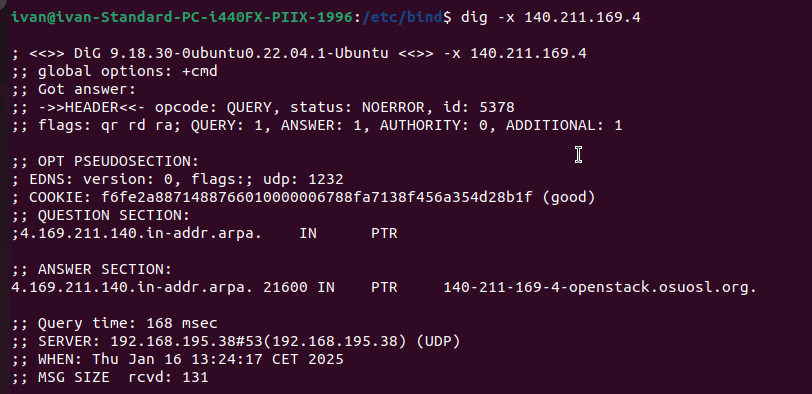 ivan@ivan-Standard-PC-i440FX-PIIX-1996:/etc/bind$ dig -x 140.211.169.4
; <<>> DiG 9.18.30-0ubuntu0.22.04.1-Ubuntu <<>> -x 140.211.169.4
;; global options: +cmd
;; Got answer:
;; ->>HEADER<<- opcode: QUERY, status: NOERROR, id: 5378
;; flags: qr rd ra; QUERY: 1, ANSWER: 1, AUTHORITY: 0, ADDITIONAL: 1
;; OPT PSEUDOSECTION:
; EDNS: version: 0, flags:; udp: 1232
; COOKIE: f6fe2a8871488766010000006788fa7138f456a354d28b1f (good)
;; QUESTION SECTION:
;4.169.211.140.in-addr.arpa. IN PTR
;; ANSWER SECTION:
4.169.211.140.in-addr.arpa. 21600 IN PTR 140-211-169-4-openstack.osuosl.org.
;; Query time: 168 msec
;; SERVER: 192.168.195.38#53(192.168.195.38) (UDP)
;; WHEN: Thu Jan 16 13:24:17 CET 2025
;; MSG SIZE rcvd: 131